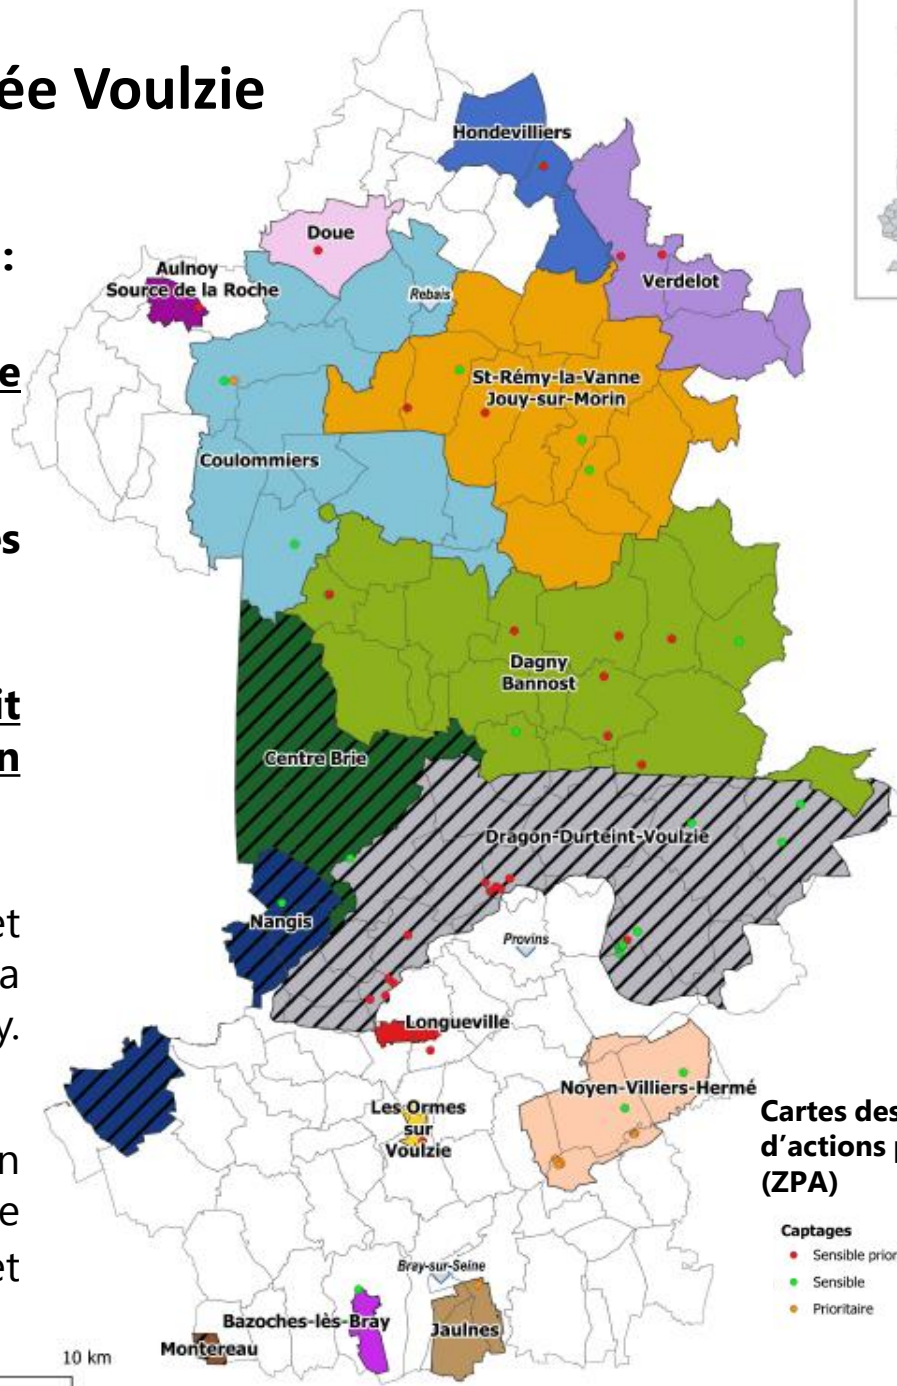 ée Voulzie
:
e
es
it
n
et
a
y.
n
e
et
Hondevilliers
Doue
Verdelot
Aulnoy
Source de la Roche
Rebais
St-Rémy-la-Vanne
Jouy-sur-Morin
Coulommiers
Dagny
Bannost
Centre Brie
Dragon-Durteint-Voulzie
Nangis
Provins
Longueville
Noyen-Villiers-Hermé
Les Ormes
sur
Voulzie
Bray-sur-Seine
Bazoches-lès-Bray
Jaulnes
Montereau
10 km
Cartes des
d'actions p
(ZPA)
Captages
Sensible prior
Sensible
Prioritaire